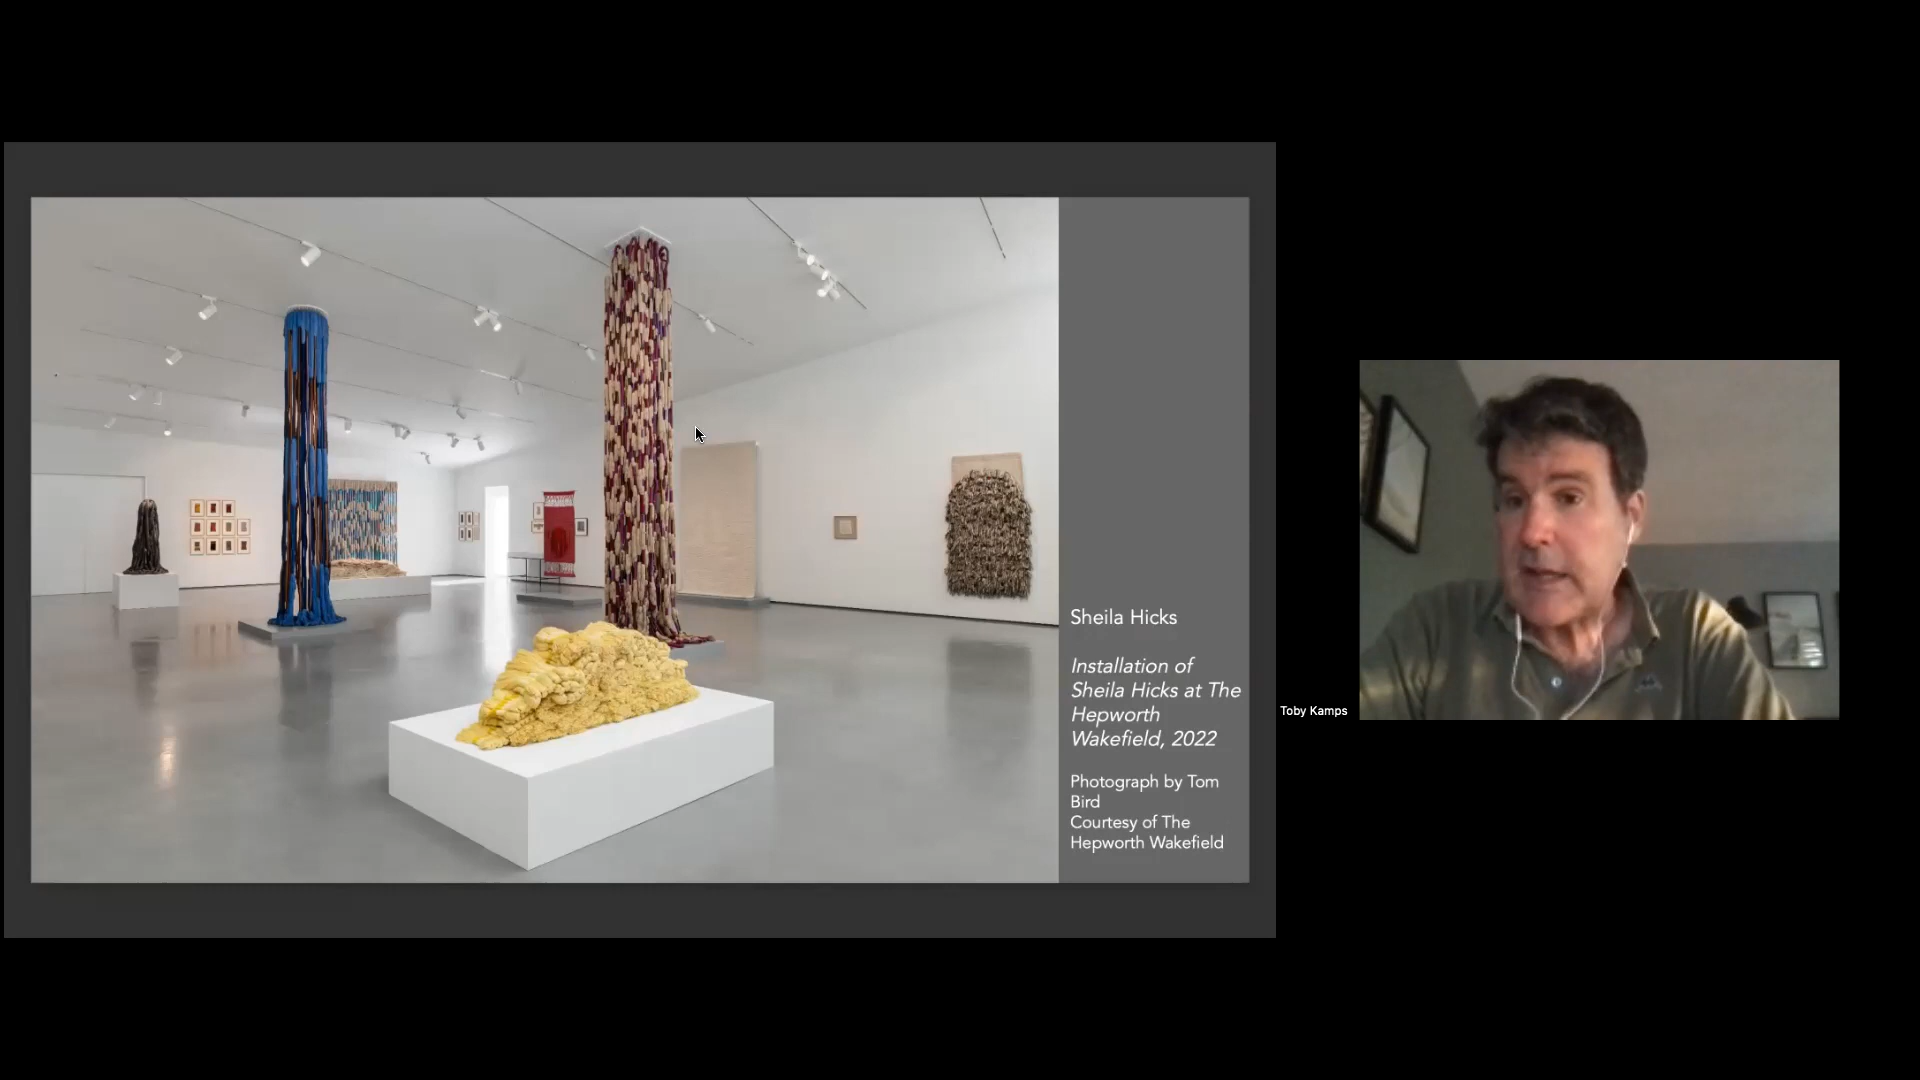 Sheila Hicks
Installation of
Sheila Hicks at The
Hepworth
Wakefield, 2022
Photograph by Tom
Bird
Courtesy of The
Hepworth Wakefield
Toby Kamps